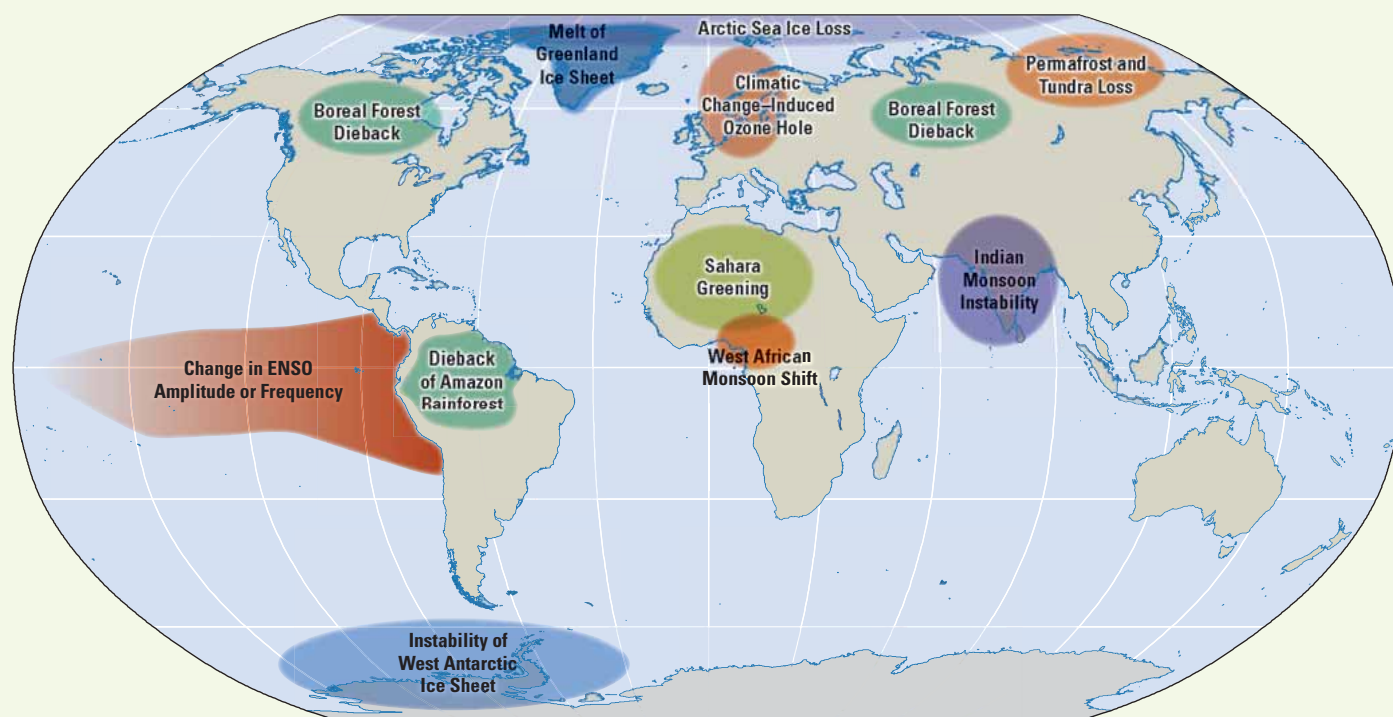 Melt of
Greenland
Ice Sheet
Arctic Sea Ice Loss
Permafrost and
Tundra Loss
Climatic
Change–Induced
Ozone Hole
Boreal Forest
Dieback
Boreal Forest
Dieback
Sahara
Greening
Indian
Monsoon
Instability
West African
Monsoon Shift
Change in ENSO
Amplitude or Frequency
Dieback
of Amazon
Rainforest
Instability of
West Antarctic
Ice Sheet